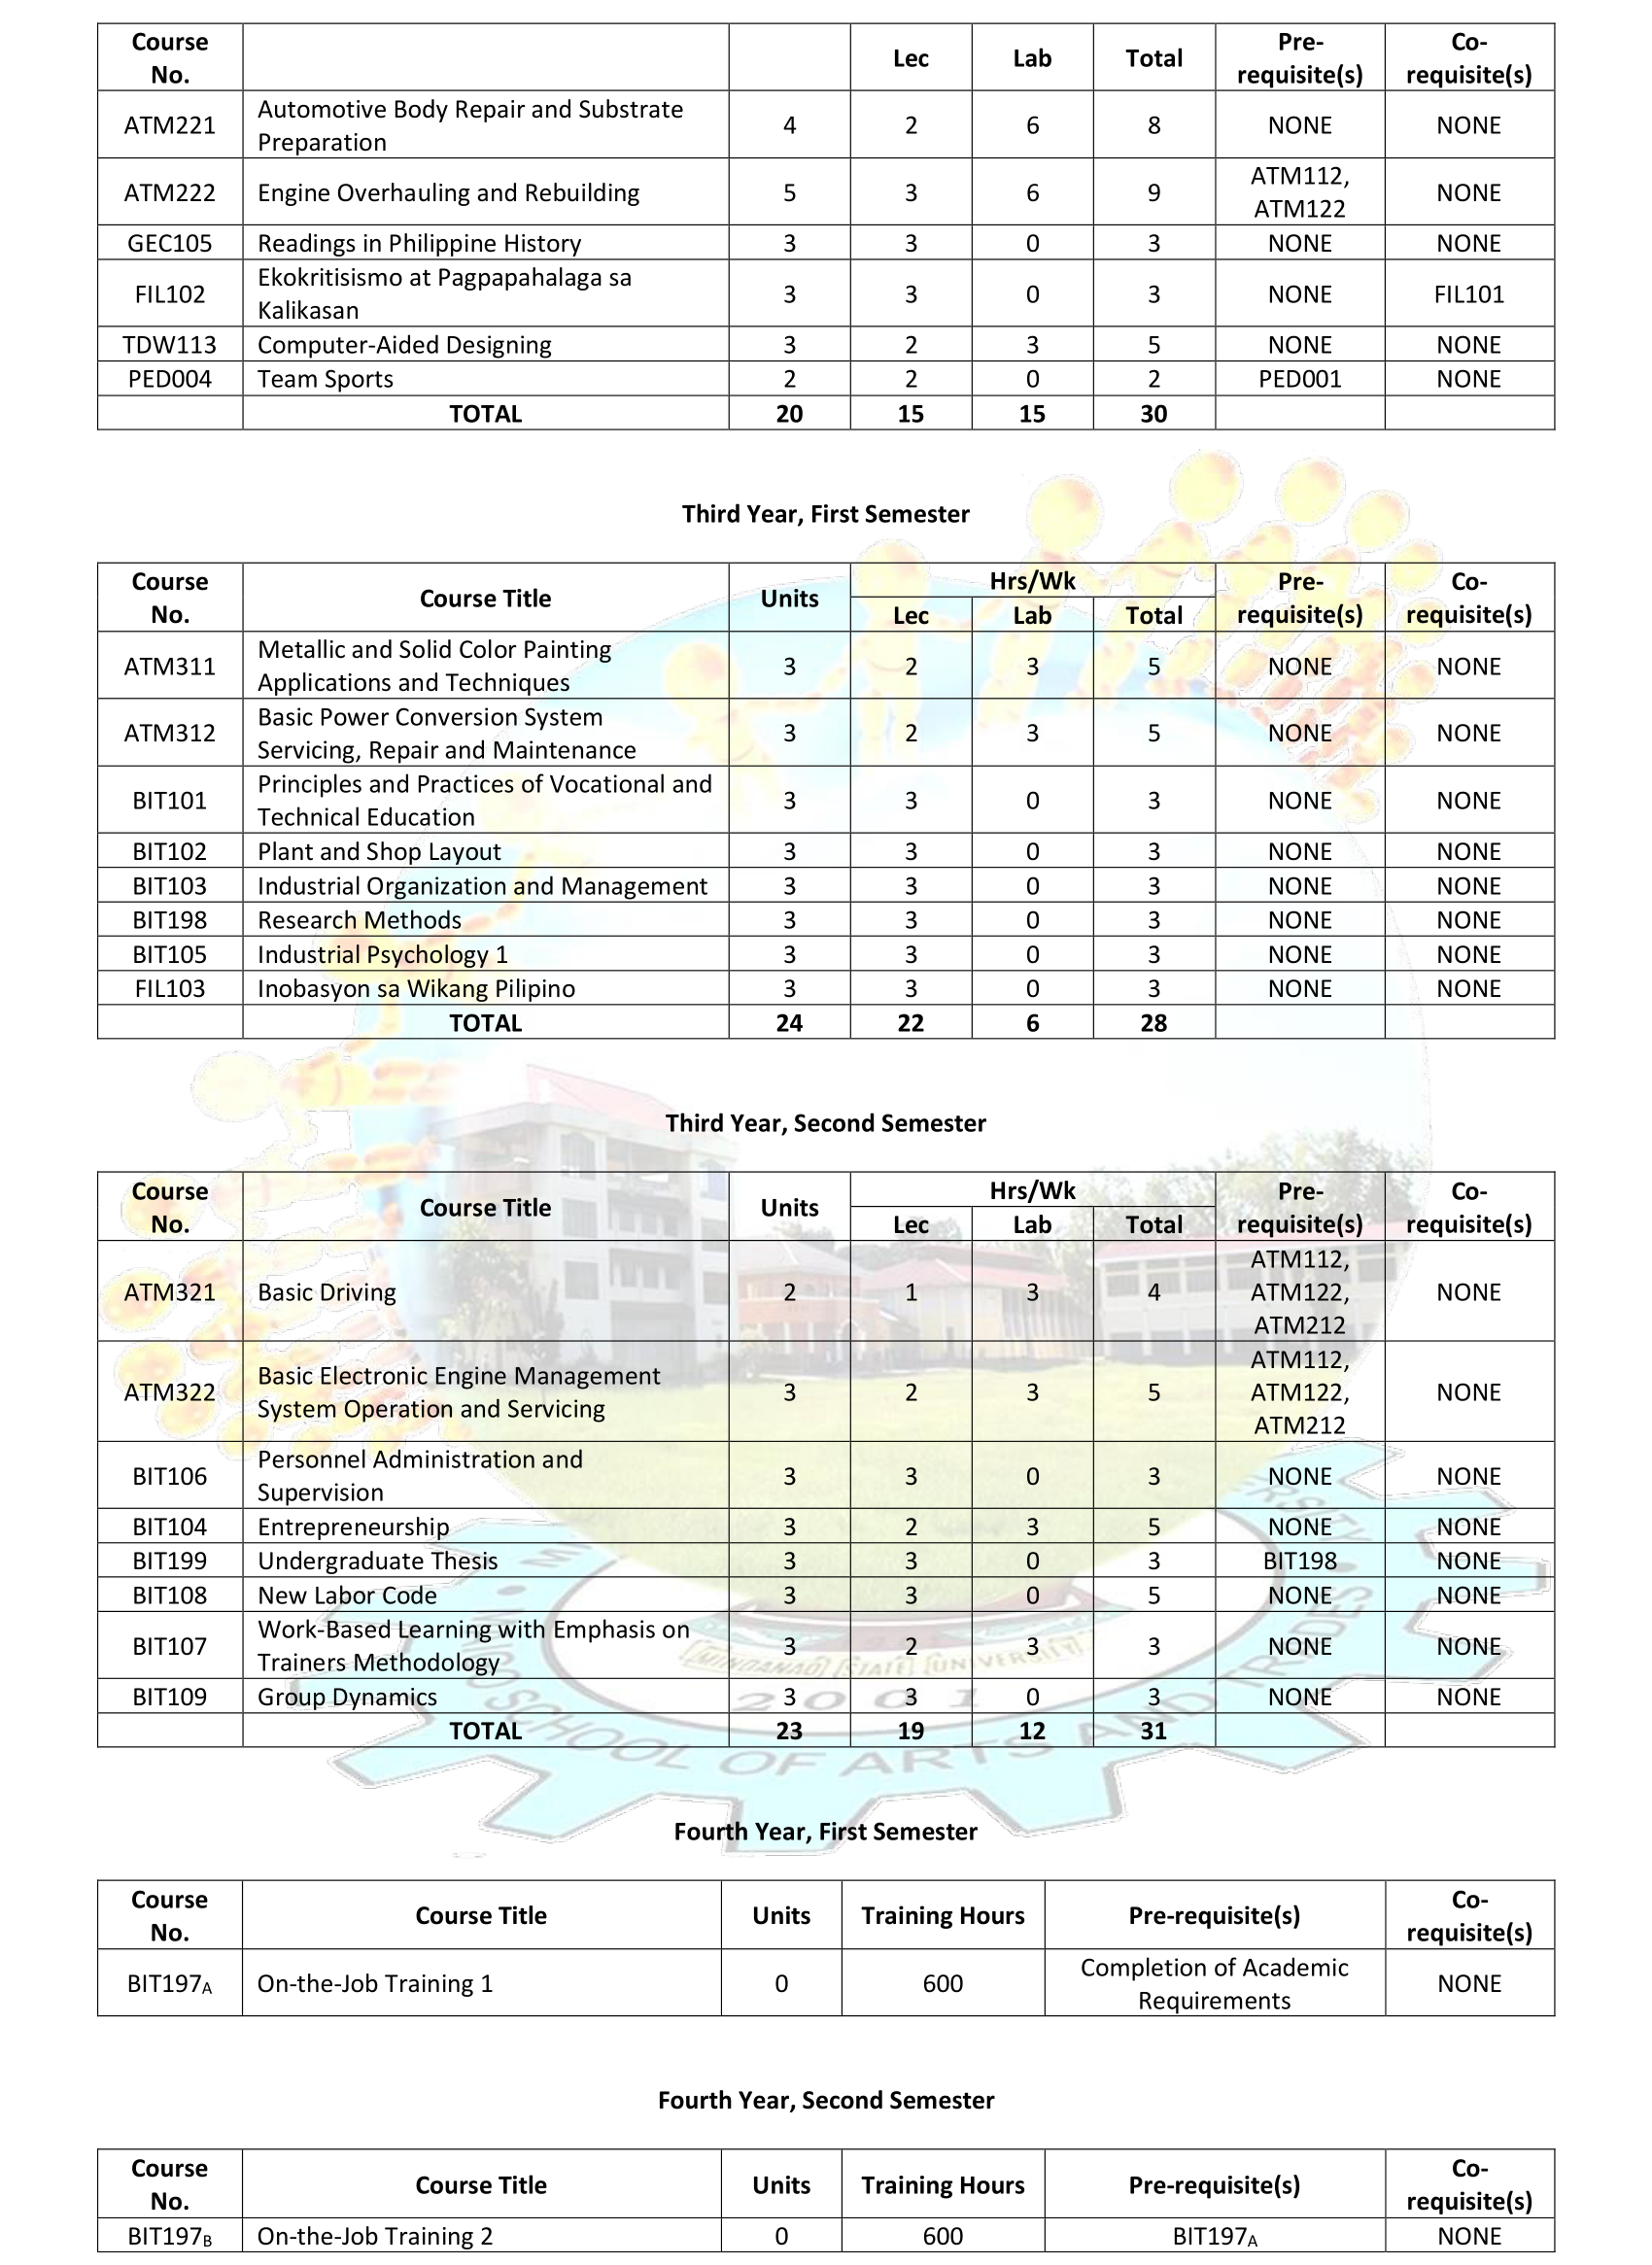 Course No. Lec Lab Total Pre-requisite(s) Co-requisite(s)
ATM221 Automotive Body Repair and Substrate Preparation 4 2 6 8 NONE NONE
ATM222 Engine Overhauling and Rebuilding 5 3 6 9 ATM112, ATM122 NONE
GEC105 Readings in Philippine History 3 3 0 3 NONE NONE
FIL102 Ekokritisismo at Pagpapahalaga sa Kalikasan 3 3 0 3 NONE FIL101
TDW113 Computer-Aided Designing 3 2 3 5 NONE NONE
PED004 Team Sports 2 2 0 2 PED001 NONE
TOTAL 20 15 15 30
Third Year, First Semester
Course No. Course Title Units Hrs/Wk Pre-requisite(s) Co-requisite(s)
Lec Lab Total
ATM311 Metallic and Solid Color Painting Applications and Techniques 3 2 3 5 NONE NONE
ATM312 Basic Power Conversion System Servicing, Repair and Maintenance 3 2 3 5 NONE NONE
BIT101 Principles and Practices of Vocational and Technical Education 3 3 0 3 NONE NONE
BIT102 Plant and Shop Layout 3 3 0 3 NONE NONE
BIT103 Industrial Organization and Management 3 3 0 3 NONE NONE
BIT198 Research Methods 3 3 0 3 NONE NONE
BIT105 Industrial Psychology 1 3 3 0 3 NONE NONE
FIL103 Inobasyon sa Wikang Pilipino 3 3 0 3 NONE NONE
TOTAL 24 22 6 28
Third Year, Second Semester
Course No. Course Title Units Hrs/Wk Pre-requisite(s) Co-requisite(s)
Lec Lab Total
ATM321 Basic Driving 2 1 3 4 ATM112, ATM122, ATM212 NONE
ATM322 Basic Electronic Engine Management System Operation and Servicing 3 2 3 5 ATM112, ATM122, ATM212 NONE
BIT106 Personnel Administration and Supervision 3 3 0 3 NONE NONE
BIT104 Entrepreneurship 3 2 3 5 NONE NONE
BIT199 Undergraduate Thesis 3 3 0 3 BIT198 NONE
BIT108 New Labor Code 3 3 0 5 NONE NONE
BIT107 Work-Based Learning with Emphasis on Trainers Methodology 3 2 3 3 NONE NONE
BIT109 Group Dynamics 3 3 0 3 NONE NONE
TOTAL 23 19 12 31
MINDANAO STATE UNIVERSITY
2001
SCHOOL OF ARTS AND TRADES
Fourth Year, First Semester
Course No. Course Title Units Training Hours Pre-requisite(s) Co-requisite(s)
BIT197A On-the-Job Training 1 0 600 Completion of Academic Requirements NONE
Fourth Year, Second Semester
Course No. Course Title Units Training Hours Pre-requisite(s) Co-requisite(s)
BIT197B On-the-Job Training 2 0 600 BIT197A NONE